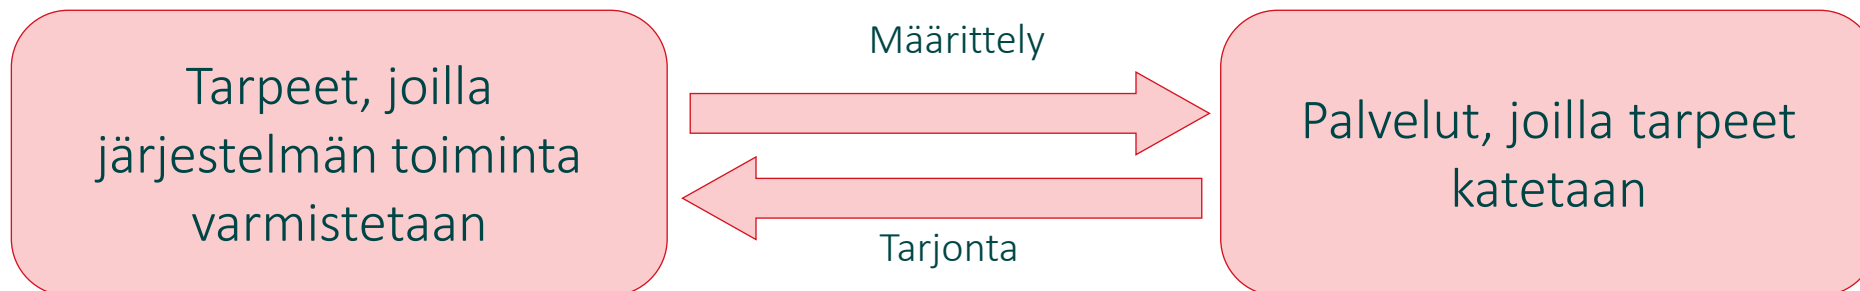 Tarpeet, joilla
järjestelmän toiminta
varmistetaan
Määrittely
Tarjonta
Palvelut, joilla tarpeet
katetaan